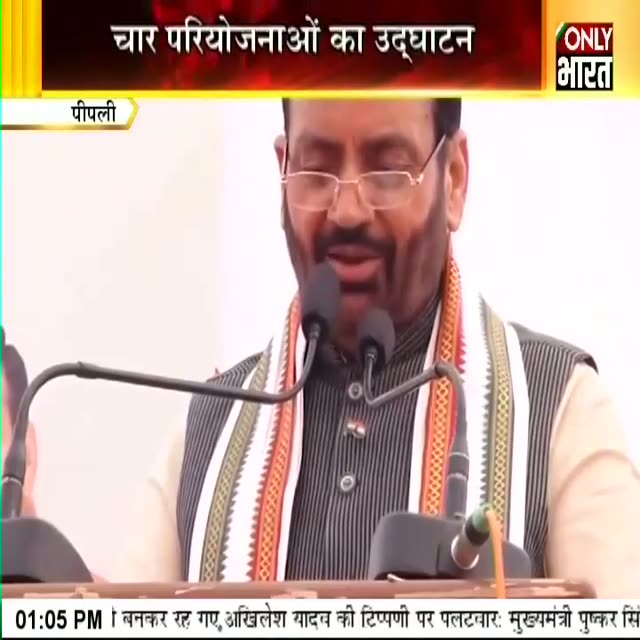 चार परियोजनाओं का उद्घाटन
ONLY
भारत
पीपली
01:05 PM बनकर रह गए, अखिलेश यादव की टिप्पणी पर पलटवार: मुख्यमंत्री पुष्कर सिं